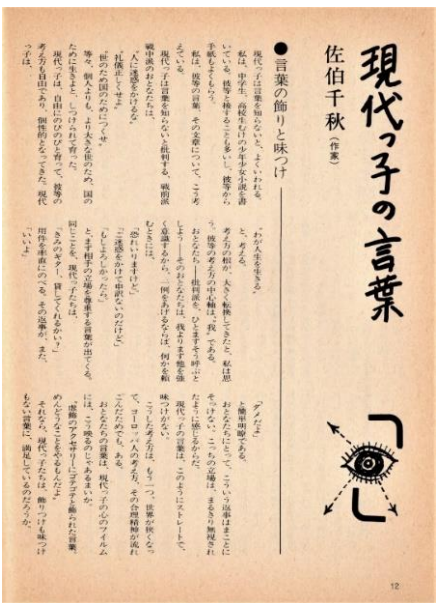 現代っ子の言葉
佐伯千秋（作家）
●言葉の飾りと味つけ
現代っ子は言葉を知らないと、よくいわれる。
私は、中学生、高校生むけの少年少女小説を書
いている。彼等と接することも多いし、彼等から
手紙もよくもらう。
私は、彼等の言葉、その文章について、こう考
えている。
現代っ子は言葉を知らないと批判する、戦前派
戦中派のおとなたちは、
“人に迷惑をかけるな”
“礼儀正しくせよ”
“世のため国のためにつくせ”
等々、個人よりも、より大きな世のため、国の
ために生きよと、しつけられて育った。
現代っ子は、自由にのびのびと育って、彼等の
考え方も自由であり、個性的となってきた。現代
っ子は、
“わが人生を生きる”
と、考える。
考え方の根が、大きく転換してきたと、私は思
う。彼等の考え方の中心軸は“我”である。
おとなたち――批判派を、ひとまずそう呼ぶと
しよう――そのおとなたちは、我よりまず他を強
く意識するから、一例をあげるならば、何かを頼
むときには、
「恐れいりますけど」
「ご迷惑をかけて申訳ないのだけど」
「もしよろしかったら」
と、まず相手の立場を尊重する言葉が出てくる。
同じことを、現代っ子たちは、
「きみのギター、貸してくれるかい？」
用件を率直にのべる。その返事が、また、
「いいよ」
「ダメだよ」
と簡単明瞭である。
おとなたちにとって、こういう返事はまことに
そっけない。こっちの立場は、まるきり無視され
たように感じるからだ。
現代っ子の言葉は、このようにストレートで、
味つけがない。
こうした考え方は、もう一つ、世界が狭くなっ
て、ヨーロッパ人の考え方、その合理精神が流れ
こんだためでも、ある。
おとなたちの言葉は、現代っ子の心のフイルム
には、こう映るのじゃあるまいか。
“虚飾のアクセサリーにゴテゴテと飾られた言葉、
めんどうなことをやるもんだよ”
それなら、現代っ子たちは、飾りつけも味つけ
もない言葉に、満足しているのだろうか。
12